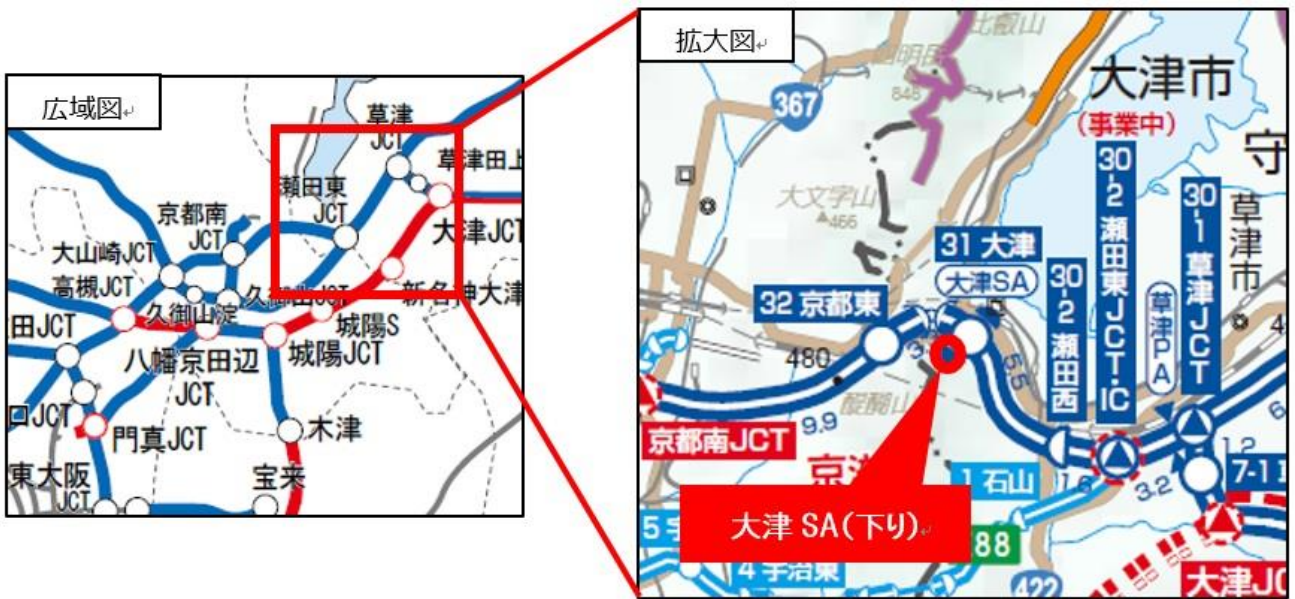 広域図
草津
JCT
草津田上
瀬田東
JCT
大津JCT
京都南
JCT
大山崎JCT
高槻JCT
久御山JCT
新名神大津
久御山淀
城陽S
城陽JCT
田JCT
八幡京田辺
JCT
口JCT
門真JCT
木津
東大阪
JCT
宝来
拡大図
比叡山
四明岳
848
367
大津市
(事業中)
守
大文字山
466
草津市
31 大津
大津SA
30-2 瀬田西
30-2 瀬田東JCT・IC
草津PA
30-1 草津JCT
32 京都東
480
5.5
醍醐山
9.9
京都南JCT
1.6
3.2
1.2
6.
7-1
1 石山
大津 SA(下り)
88
4 宇治東
422
大津JC